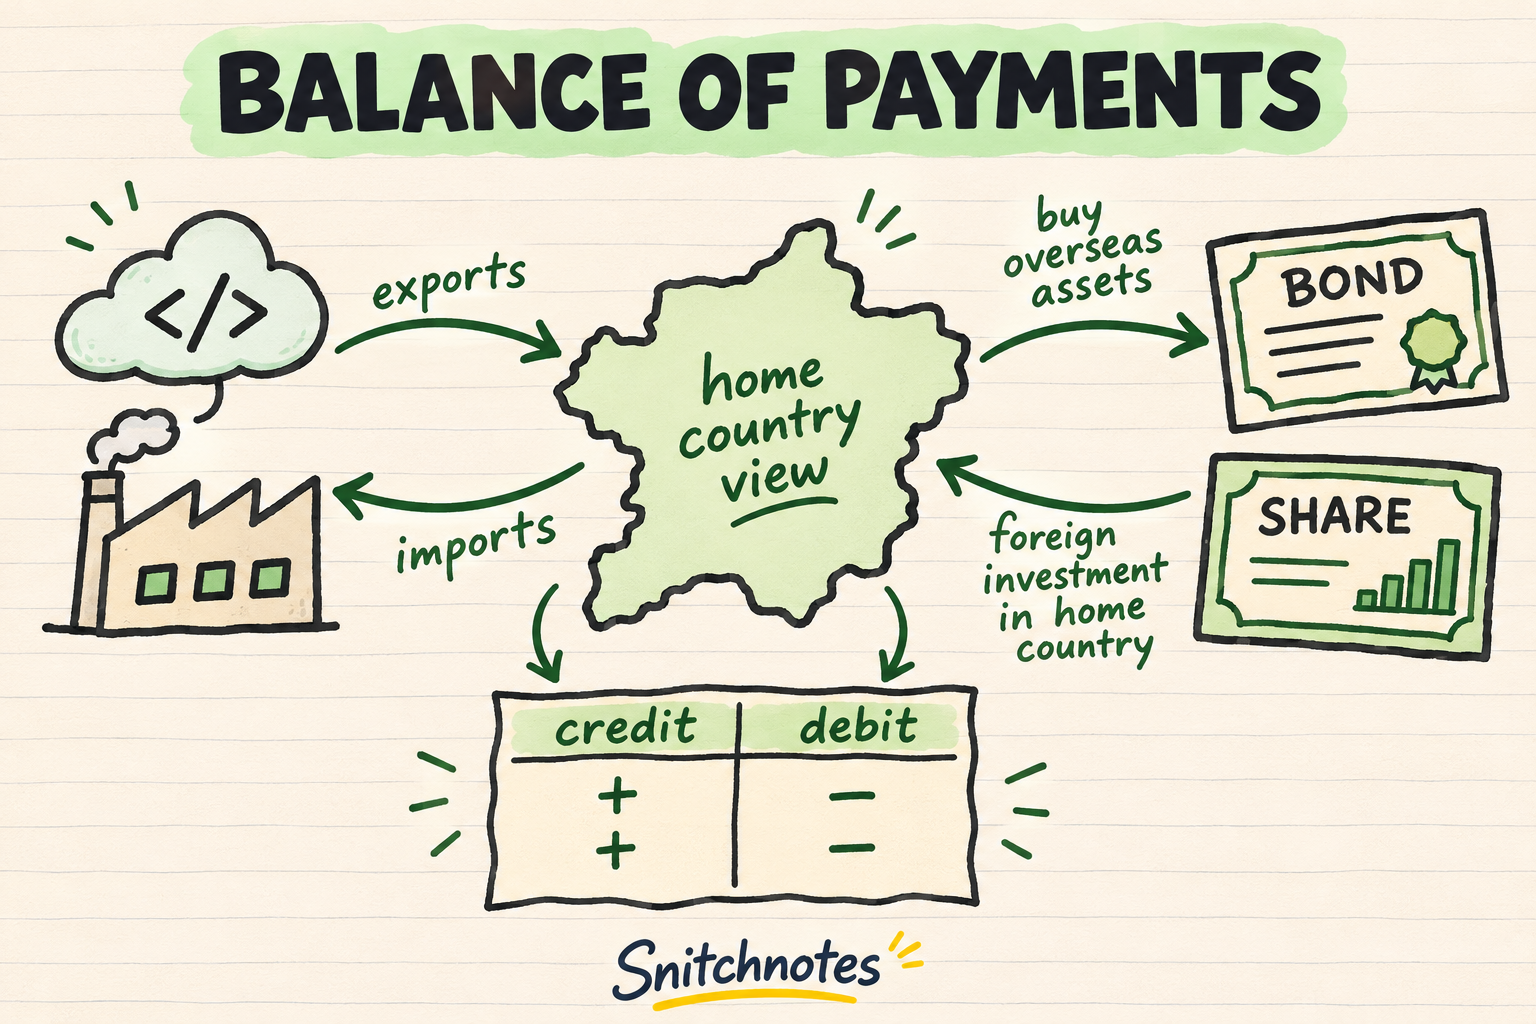 BALANCE OF PAYMENTS
</>
exports
imports
home
country
view
buy
overseas
assets
BOND
foreign
investment
in home
country
SHARE
credit debit
+ −
+ −
Snitchnotes